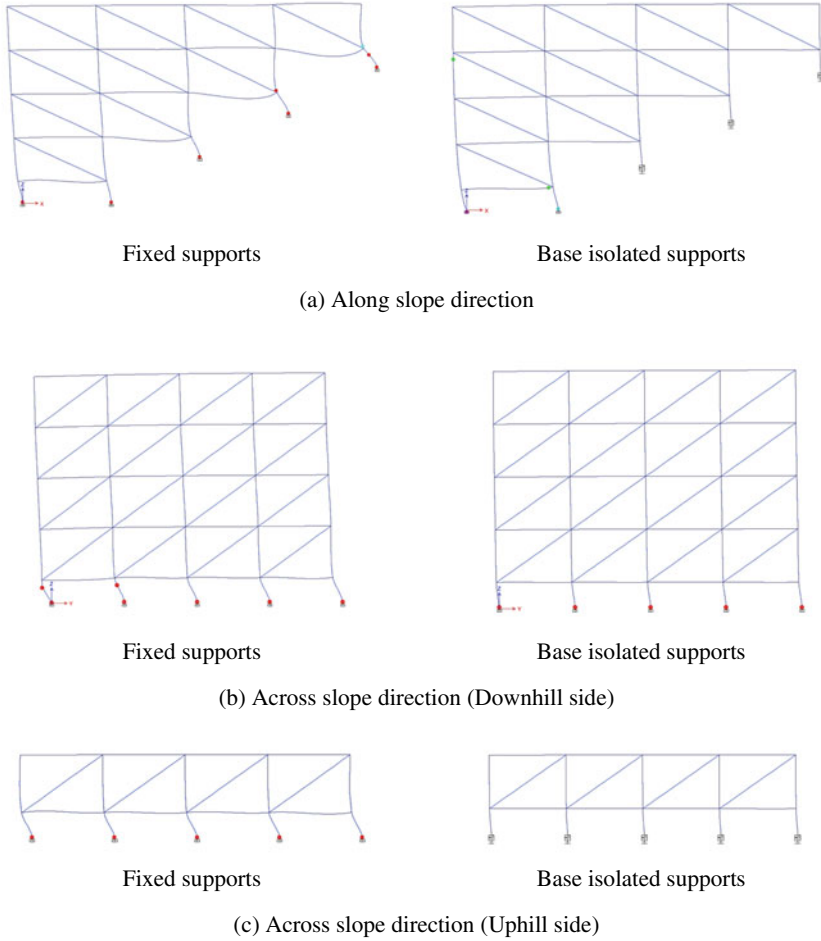 Z
X
Z
X
Fixed supports Base isolated supports
(a) Along slope direction
Z
Y
Z
Y
Fixed supports Base isolated supports
(b) Across slope direction (Downhill side)
Fixed supports Base isolated supports
(c) Across slope direction (Uphill side)